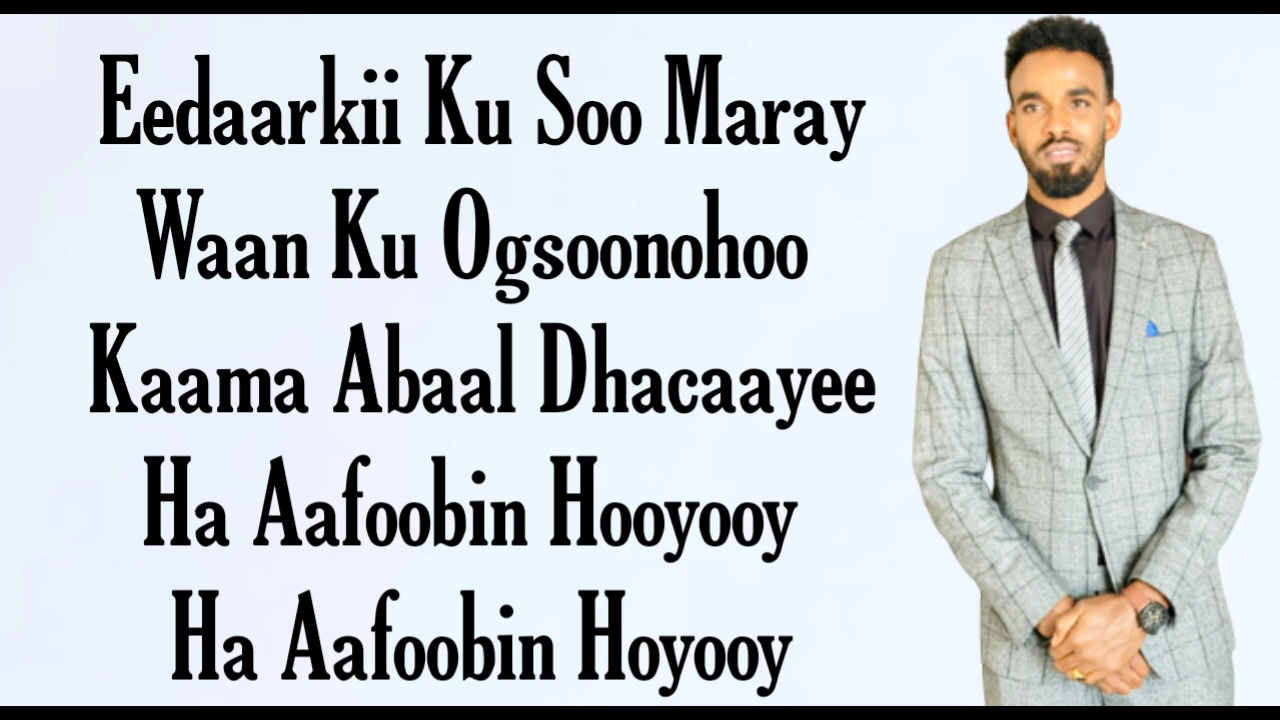 Eedaarkii Ku Soo Maray
Waan Ku Ogsoonohoo
Kaama Abaal Dhacaayee
Ha Aafoobin Hooyooy
Ha Aafoobin Hoyooy